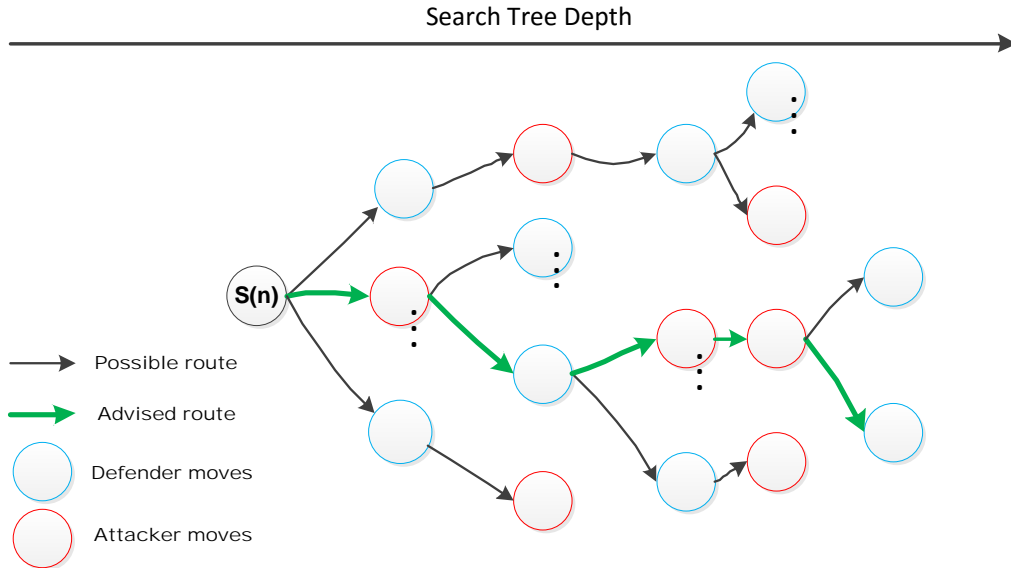 Search Tree Depth
S(n)
Possible route
Advised route
Defender moves
Attacker moves